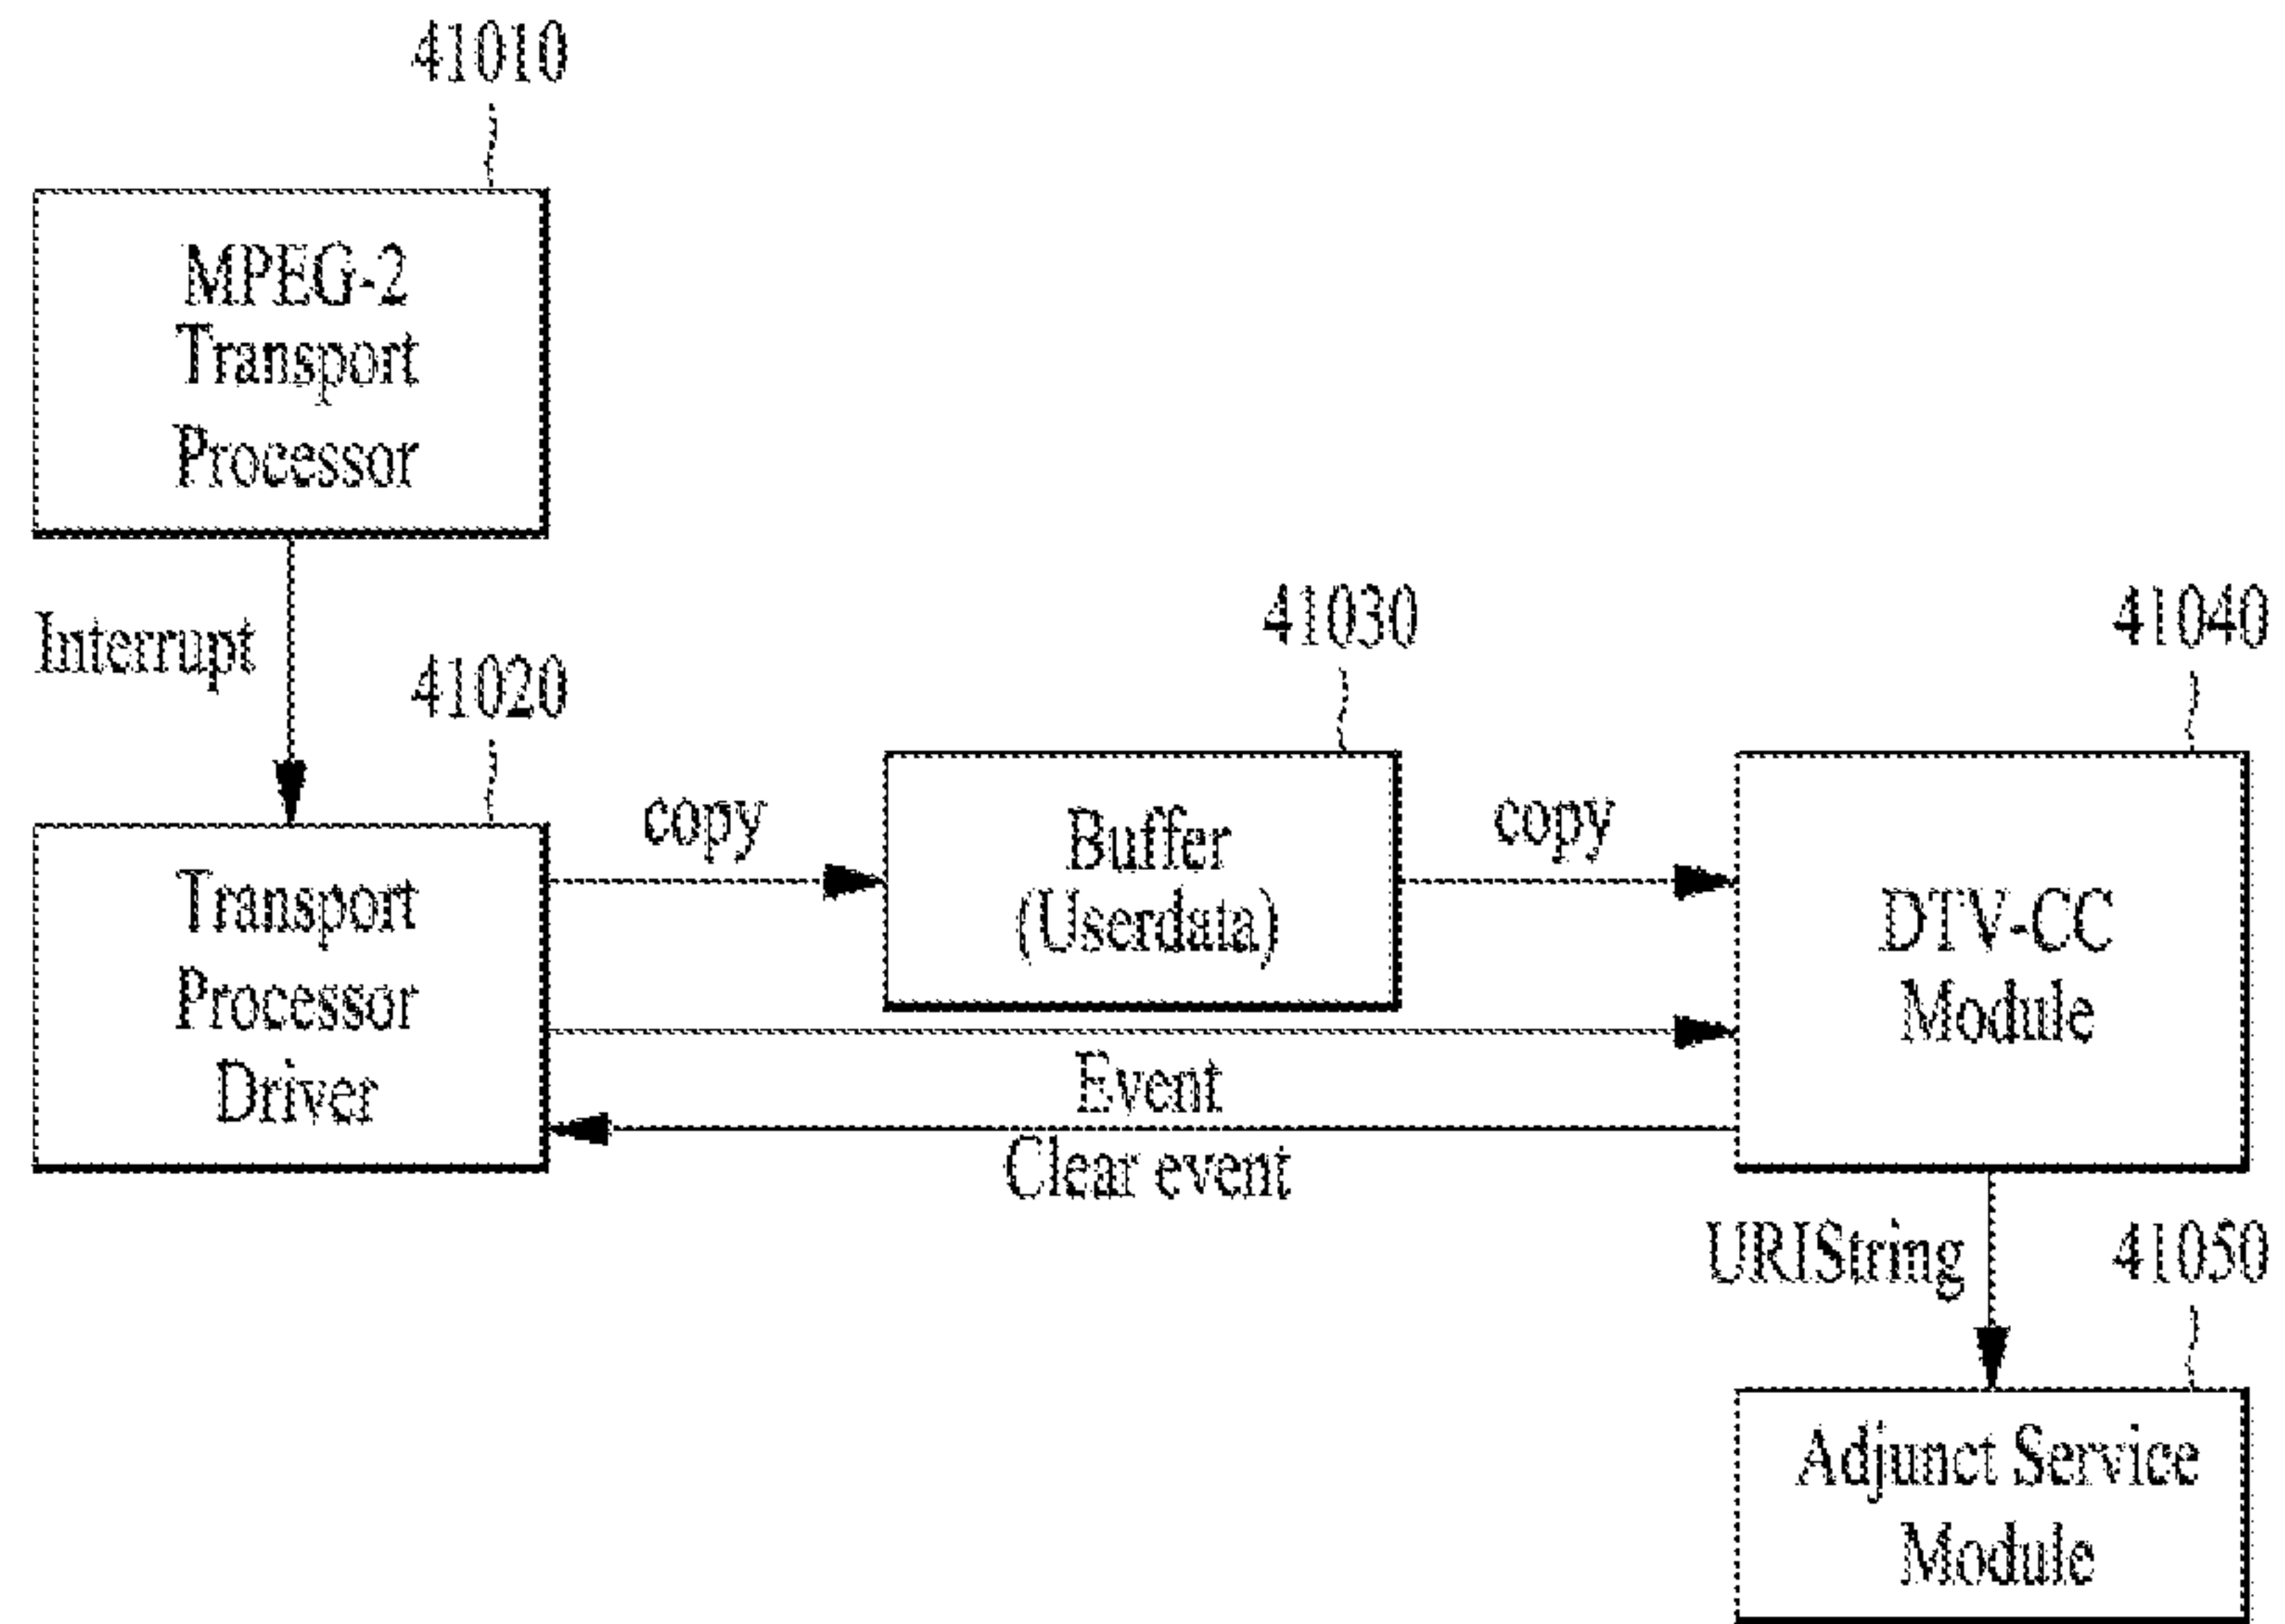 41010
MPEG-2
Transport
Processor
Interrupt
41020
41030
41040
Transport
Processor
Driver
copy
Buffer
(Userdata)
copy
DTV-CC
Module
Event
Clear event
URIString
41050
Adjunct Service
Module